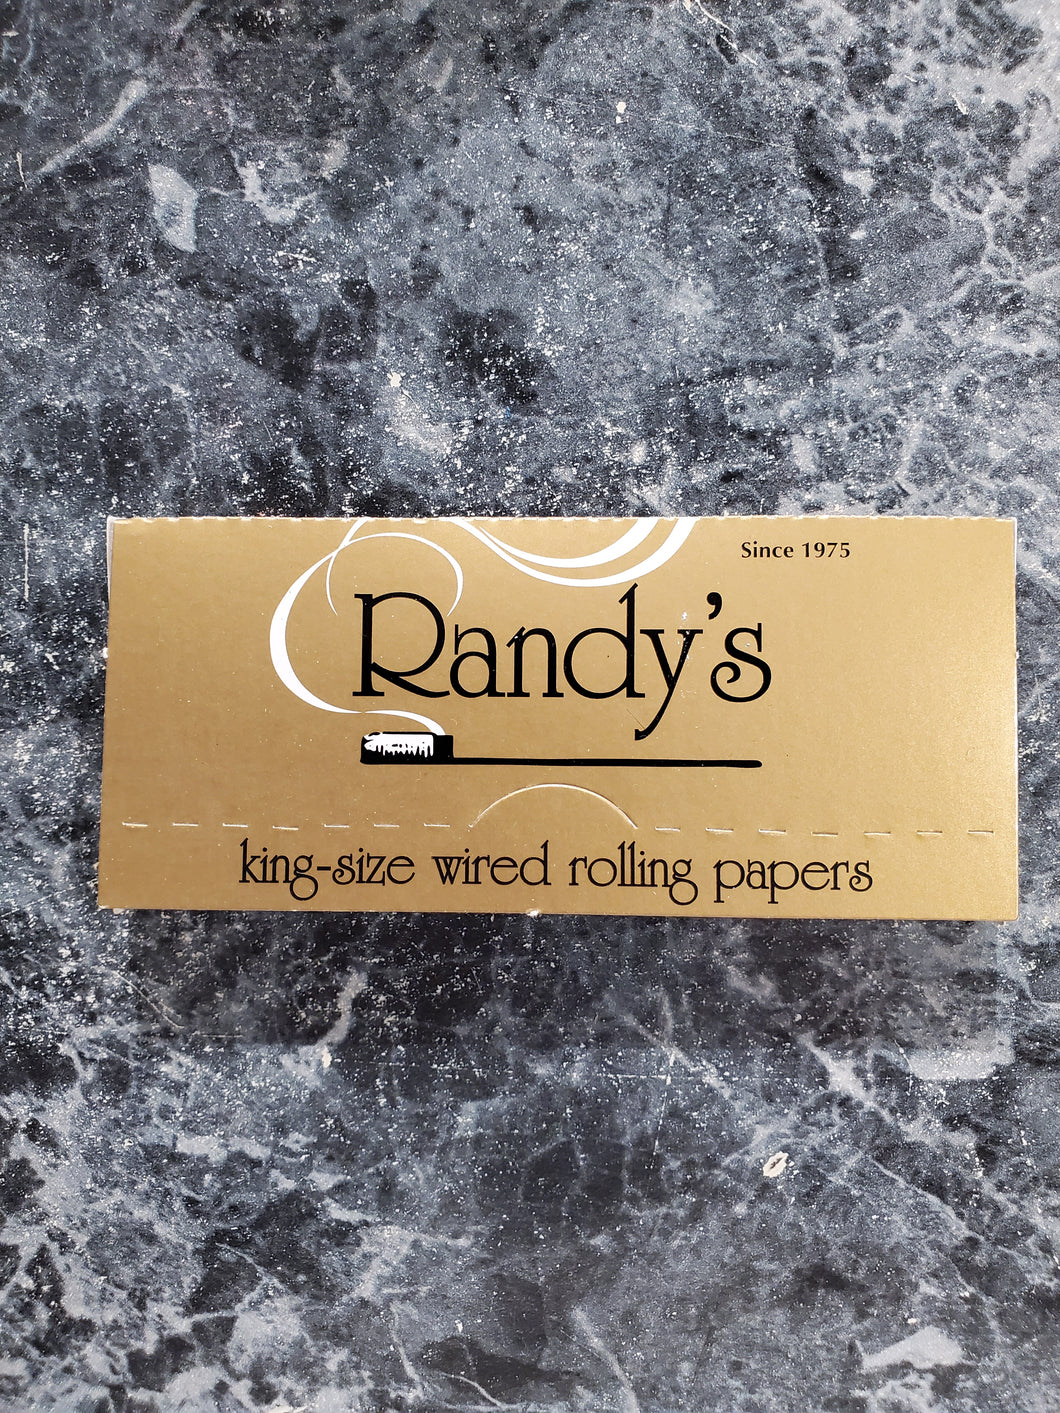 Since 1975
Randy's
king-size wired rolling papers